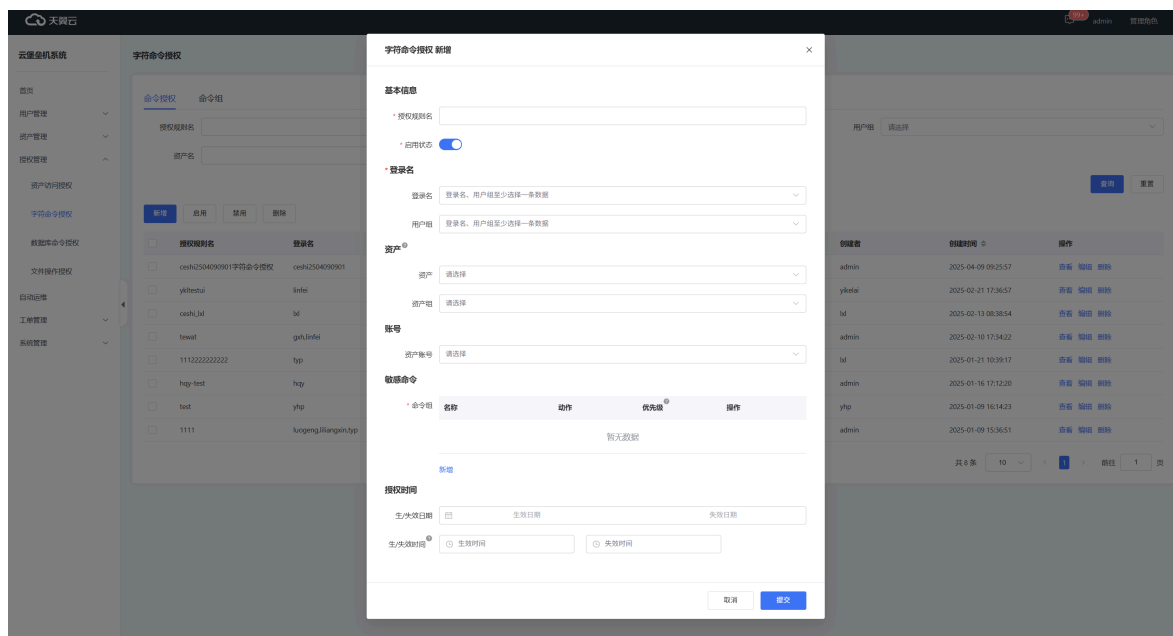 天翼云
99+ admin 管理角色
云堡垒机系统
字符命令授权
首页
用户管理
资产管理
授权管理
资产访问授权
字符命令授权
数据库命令授权
文件操作授权
自动运维
工单管理
系统管理
命令授权 命令组
授权规则名
资产名
用户组 请选择
查询 重置
新增 启用 禁用 删除
授权规则名 登录名 创建者 创建时间 操作
ceshi2504090901字符命令授权 ceshi2504090901 admin 2025-04-09 09:25:57 查看 编辑 删除
ykltestui linfei yikelai 2025-02-21 17:36:57 查看 编辑 删除
ceshi_lxl lxl lxl 2025-02-13 08:38:54 查看 编辑 删除
tewat gxh,linfei admin 2025-02-10 17:34:22 查看 编辑 删除
1112222222222 typ lxl 2025-01-21 10:39:17 查看 编辑 删除
hqy-test hqy admin 2025-01-16 17:12:20 查看 编辑 删除
test yhp yhp 2025-01-09 16:14:23 查看 编辑 删除
1111 luogeng,liliangxin,typ admin 2025-01-09 15:36:51 查看 编辑 删除
共 8 条 10 1 前往 1 页
字符命令授权 新增
基本信息
* 授权规则名
* 启用状态
* 登录名
登录名 登录名、用户组至少选择一条数据
用户组 登录名、用户组至少选择一条数据
资产
资产 请选择
资产组 请选择
账号
资产账号 请选择
敏感命令
* 命令组 名称 动作 优先级 操作
暂无数据
新增
授权时间
生/失效日期 生效日期 失效日期
生/失效时间 生效时间 失效时间
取消 提交